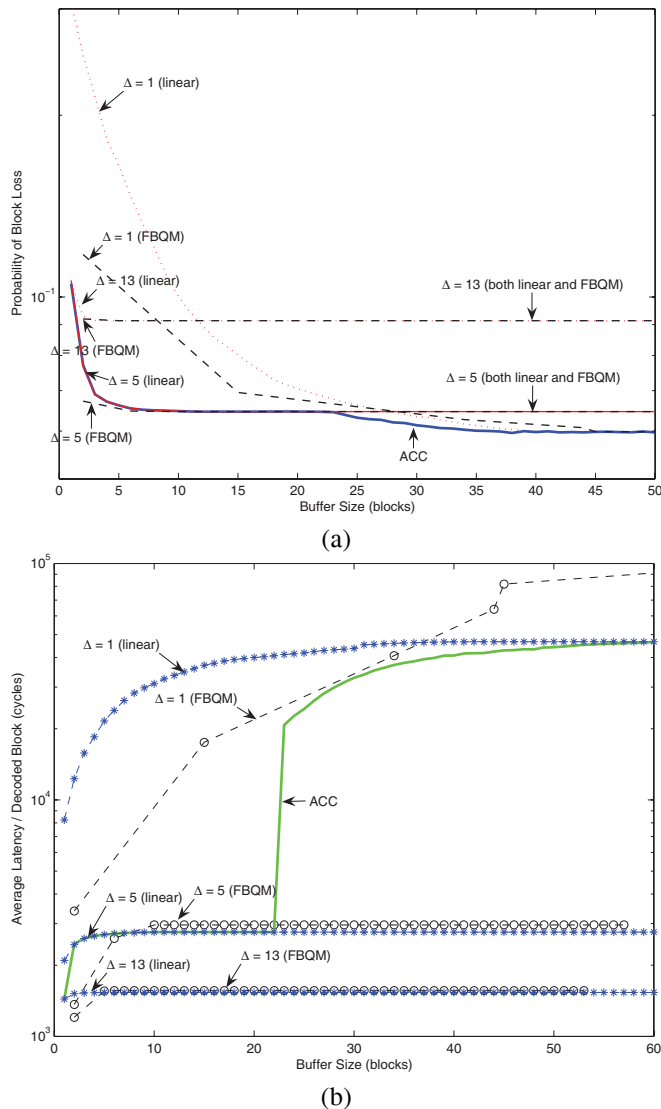 Probability of Block Loss
10^-1
Δ = 1 (linear)
Δ = 1 (FBQM)
Δ = 13 (linear)
Δ = 13 (both linear and FBQM)
Δ = 13 (FBQM)
Δ = 5 (linear)
Δ = 5 (both linear and FBQM)
Δ = 5 (FBQM)
ACC
0 5 10 15 20 25 30 35 40 45 50
Buffer Size (blocks)
(a)
Average Latency / Decoded Block (cycles)
10^5
10^4
10^3
Δ = 1 (linear)
Δ = 1 (FBQM)
ACC
Δ = 5 (linear)
Δ = 5 (FBQM)
Δ = 13 (linear)
Δ = 13 (FBQM)
0 10 20 30 40 50 60
Buffer Size (blocks)
(b)